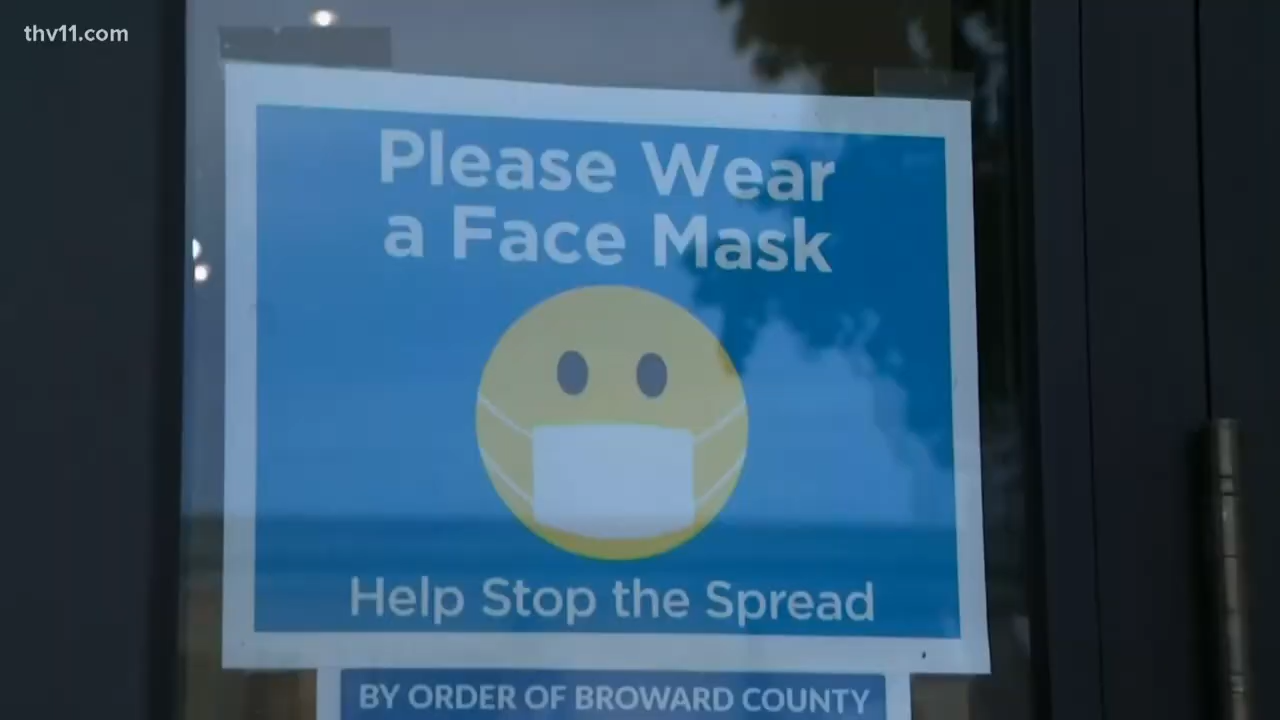 thv11.com
Please Wear
a Face Mask
Help Stop the Spread
BY ORDER OF BROWARD COUNTY